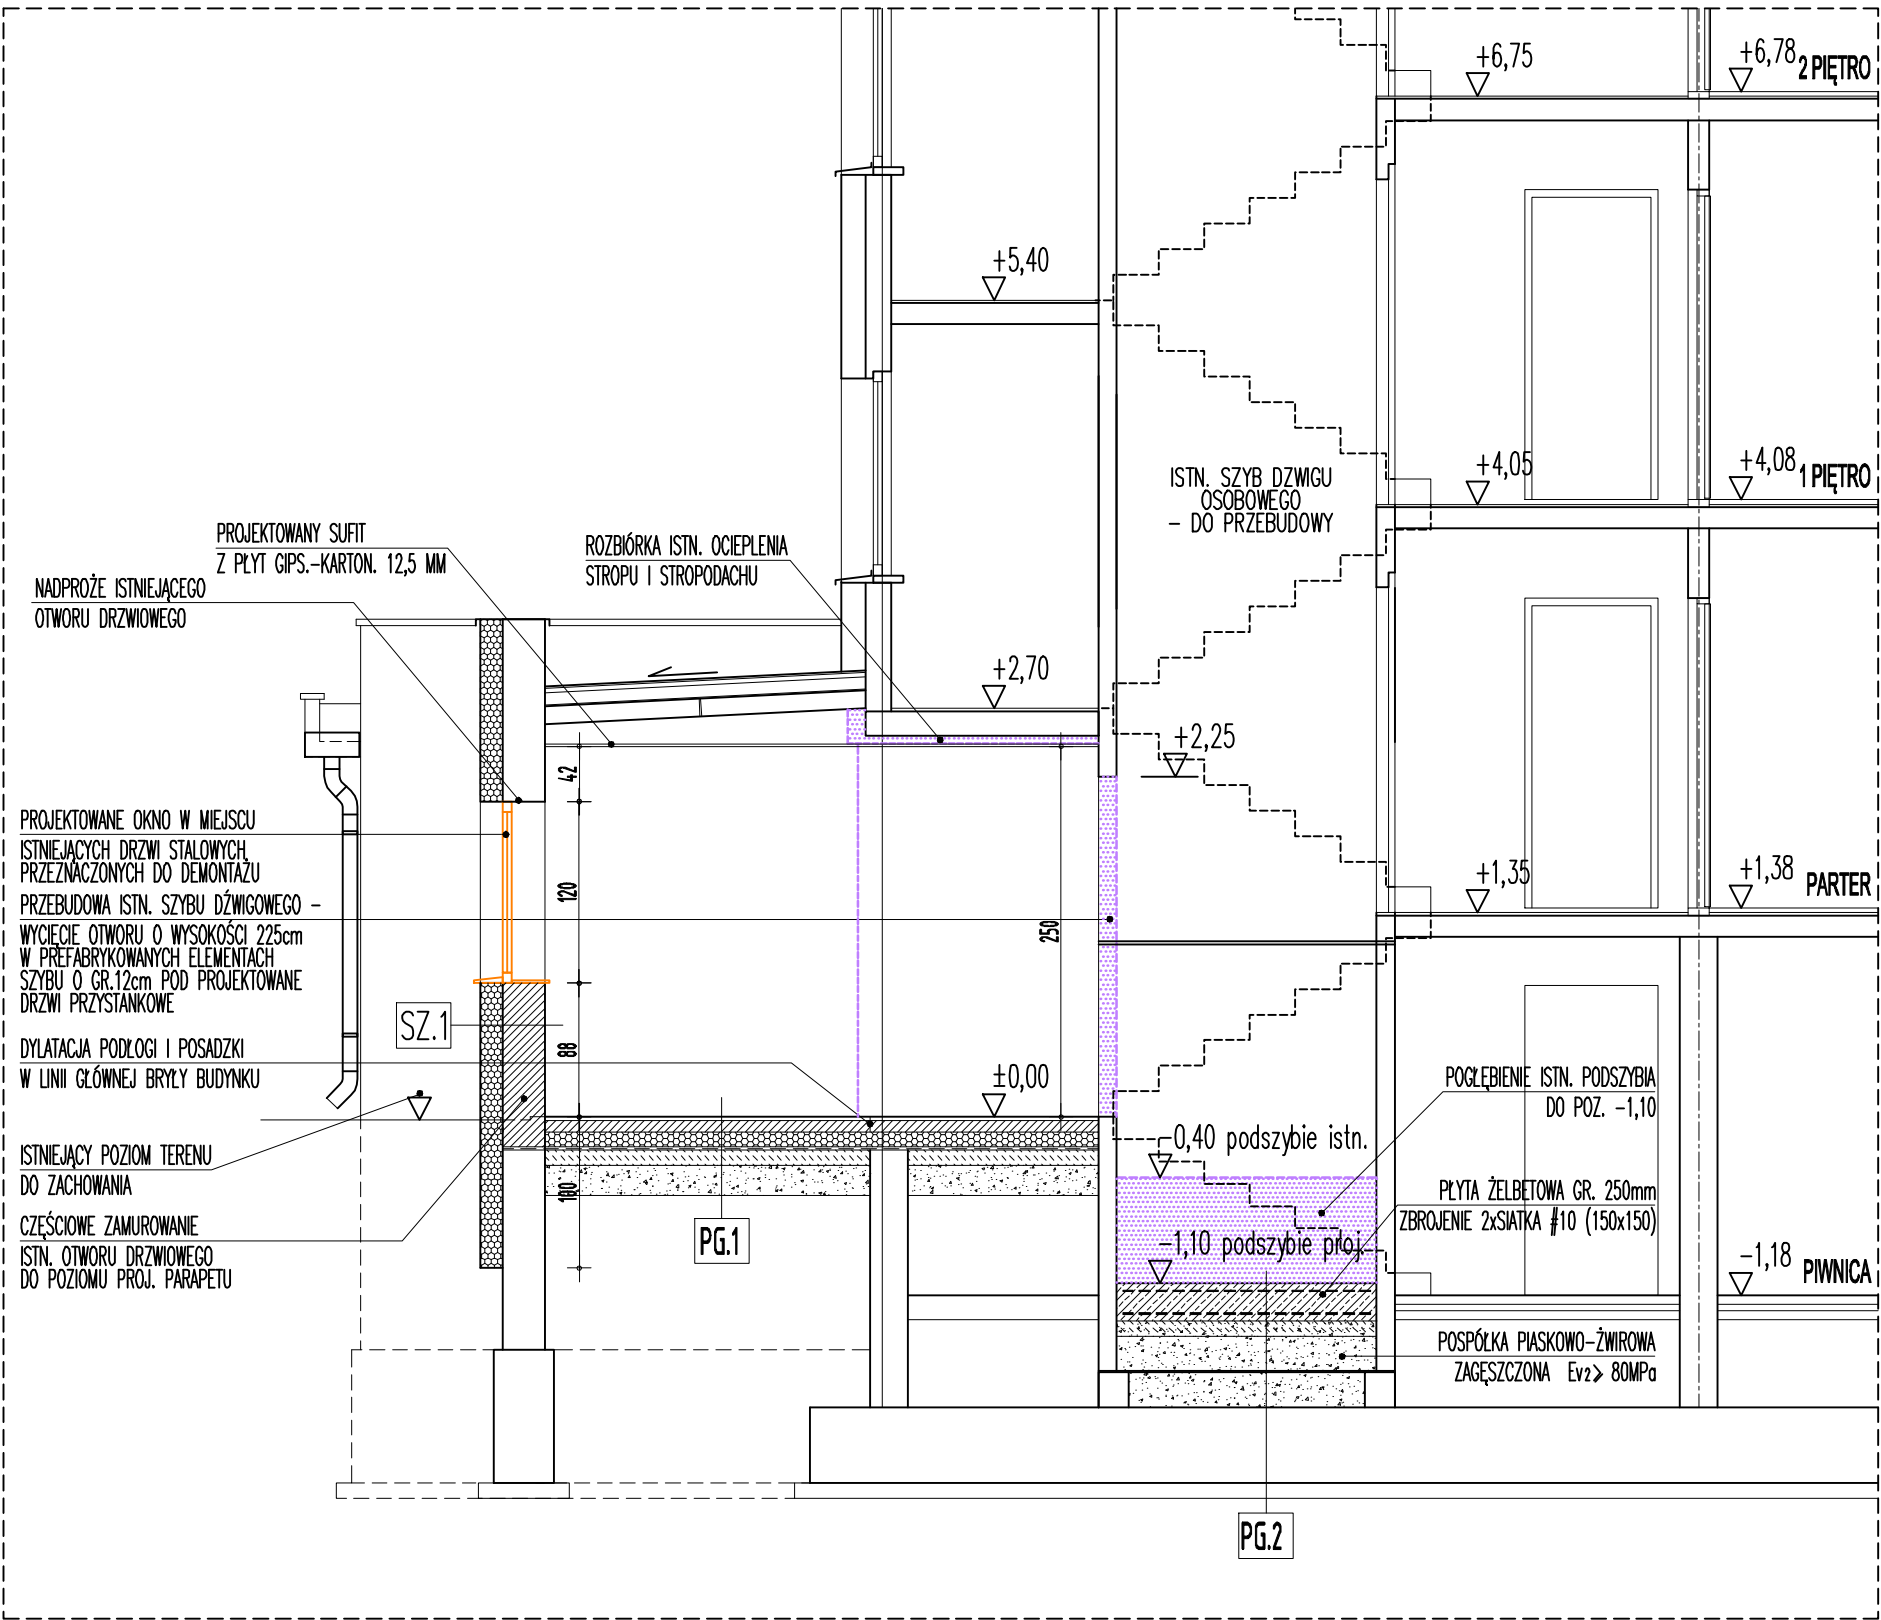 +6,75
+6,78
2 PIĘTRO
+5,40
+4,05
+4,08
1 PIĘTRO
ISTN. SZYB DZWIGU
OSOBOWEGO
- DO PRZEBUDOWY
PROJEKTOWANY SUFIT
Z PŁYT GIPS.-KARTON. 12,5 MM
ROZBIÓRKA ISTN. OCIEPLENIA
STROPU I STROPODACHU
NADPROŻE ISTNIEJĄCEGO
OTWORU DRZWIOWEGO
+2,70
+2,25
42
120
250
88
180
PROJEKTOWANE OKNO W MIEJSCU
ISTNIEJĄCYCH DRZWI STALOWYCH
PRZEZNACZONYCH DO DEMONTAŻU
PRZEBUDOWA ISTN. SZYBU DŹWIGOWEGO -
WYCIĘCIE OTWORU O WYSOKOŚCI 225cm
W PREFABRYKOWANYCH ELEMENTACH
SZYBU O GR.12cm POD PROJEKTOWANE
DRZWI PRZYSTANKOWE
+1,35
+1,38
PARTER
SZ.1
DYLATACJA PODŁOGI I POSADZKI
W LINII GŁÓWNEJ BRYŁY BUDYNKU
±0,00
POGŁĘBIENIE ISTN. PODSZYBIA
DO POZ. -1,10
-0,40 podszybie istn.
ISTNIEJĄCY POZIOM TERENU
DO ZACHOWANIA
PŁYTA ŻELBETOWA GR. 250mm
ZBROJENIE 2xSIATKA #10 (150x150)
CZĘŚCIOWE ZAMUROWANIE
ISTN. OTWORU DRZWIOWEGO
DO POZIOMU PROJ. PARAPETU
PG.1
-1,10 podszybie proj.
-1,18
PIWNICA
POSPÓŁKA PIASKOWO-ŻWIROWA
ZAGĘSZCZONA Ev2≥ 80MPa
PG.2